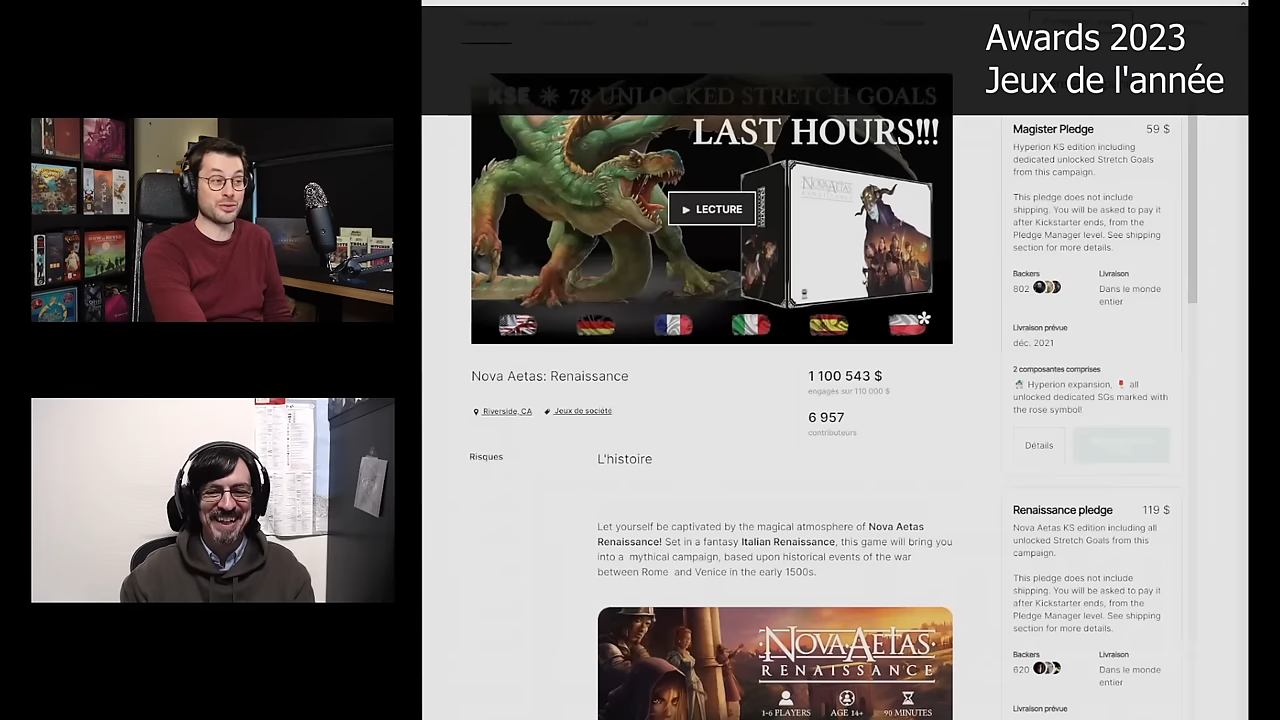 Awards 2023
Jeux de l'année
KSE ✳ 78 UNLOCKED STRETCH GOALS
LAST HOURS!!!
NOVA AETAS
RENAISSANCE
► LECTURE
Nova Aetas: Renaissance
Riverside, CA
Jeux de société
1 100 543 $
engagés sur 110 000 $
6 957
contributeurs
Risques
L'histoire
Let yourself be captivated by the magical atmosphere of Nova Aetas
Renaissance! Set in a fantasy Italian Renaissance, this game will bring you
into a mythical campaign, based upon historical events of the war
between Rome and Venice in the early 1500s.
NOVA AETAS
RENAISSANCE
1-6 PLAYERS
AGE 14+
90 MINUTES
Magister Pledge
59 $
Hyperion KS edition including
dedicated unlocked Stretch Goals
from this campaign.
This pledge does not include
shipping. You will be asked to pay it
after Kickstarter ends, from the
Pledge Manager level. See shipping
section for more details.
Backers
802
Livraison
Dans le monde
entier
Livraison prévue
déc. 2021
2 composantes comprises
Hyperion expansion, all
unlocked dedicated SGs marked with
the rose symbol!
Détails
Renaissance pledge
119 $
Nova Aetas KS edition including all
unlocked Stretch Goals from this
campaign.
This pledge does not include
shipping. You will be asked to pay it
after Kickstarter ends, from the
Pledge Manager level. See shipping
section for more details.
Backers
620
Livraison
Dans le monde
entier
Livraison prévue